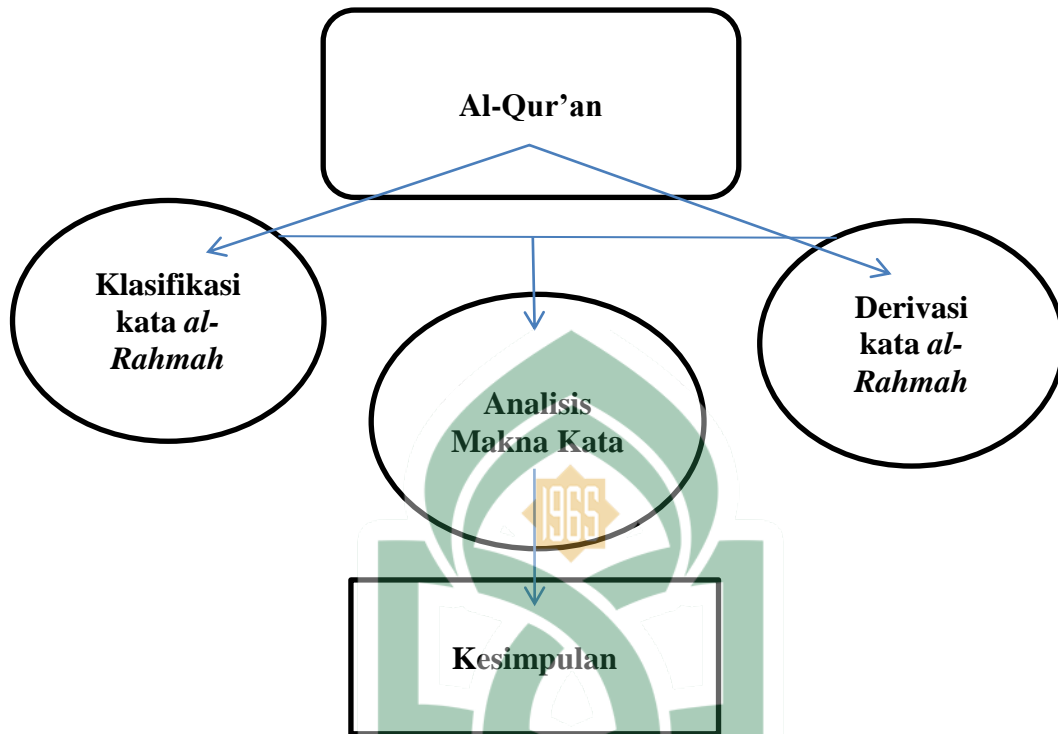 Al-Qur’an
Klasifikasi
kata al-
Rahmah
Derivasi
kata al-
Rahmah
Analisis
Makna Kata
1965
Kesimpulan